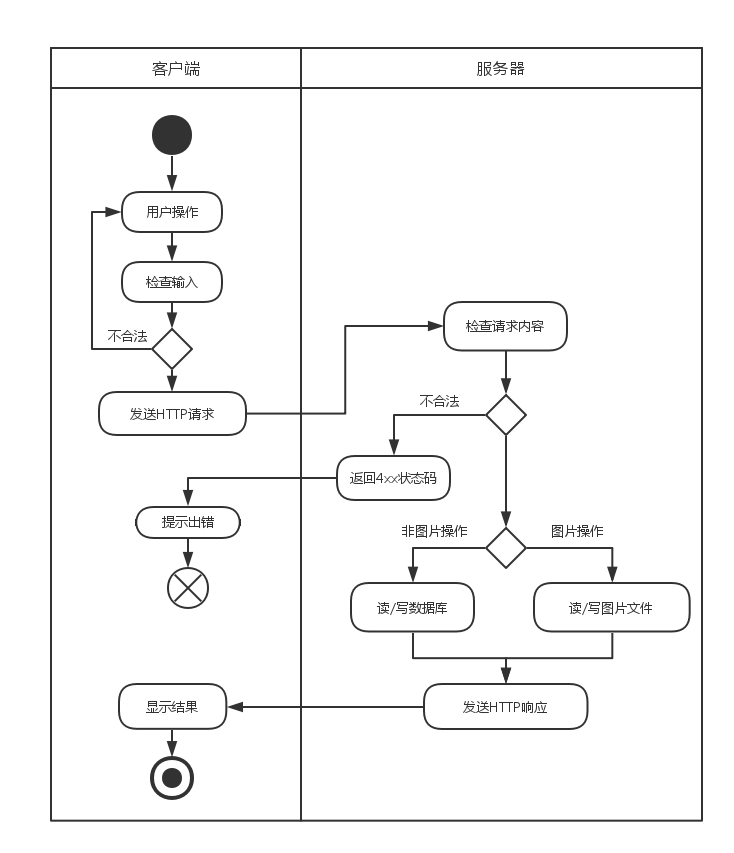 客户端
服务器
用户操作
检查输入
不合法
发送HTTP请求
检查请求内容
不合法
返回4xx状态码
提示出错
非图片操作
图片操作
读/写数据库
读/写图片文件
发送HTTP响应
显示结果